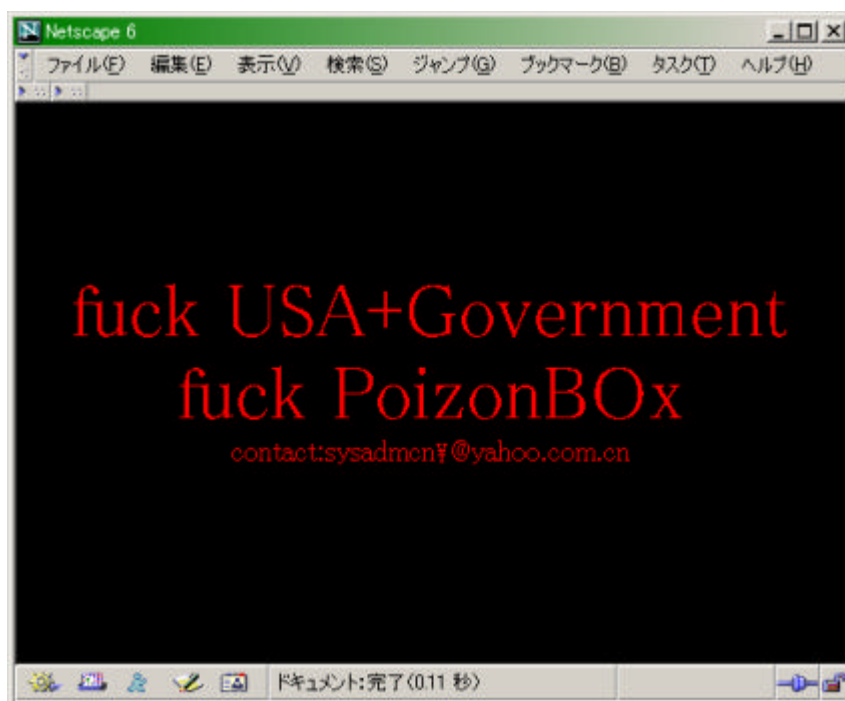 Netscape 6
ファイル(F) 編集(E) 表示(V) 検索(S) ジャンプ(G) ブックマーク(B) タスク(T) ヘルプ(H)
fuck USA+Government
fuck PoizonBOx
contact:sysadmcn¥@yahoo.com.cn
ドキュメント:完了(0.11 秒)